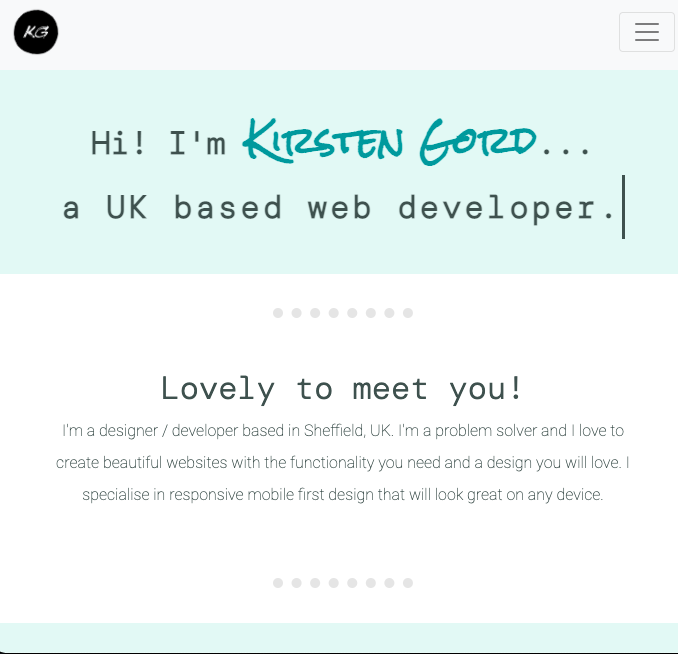 KG
Hi! I'm Kirsten Gord...
a UK based web developer.
Lovely to meet you!
I'm a designer / developer based in Sheffield, UK. I'm a problem solver and I love to
create beautiful websites with the functionality you need and a design you will love. I
specialise in responsive mobile first design that will look great on any device.